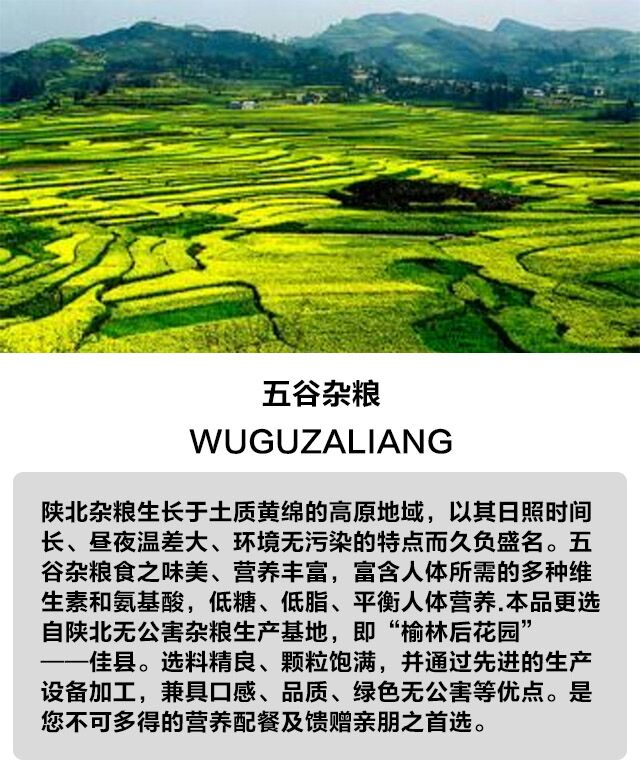 五谷杂粮
WUGUZALIANG
陕北杂粮生长于土质黄绵的高原地域，以其日照时间
长、昼夜温差大、环境无污染的特点而久负盛名。五
谷杂粮食之味美、营养丰富，富含人体所需的多种维
生素和氨基酸，低糖、低脂、平衡人体营养.本品更选
自陕北无公害杂粮生产基地，即“榆林后花园”
——佳县。选料精良、颗粒饱满，并通过先进的生产
设备加工，兼具口感、品质、绿色无公害等优点。是
您不可多得的营养配餐及馈赠亲朋之首选。